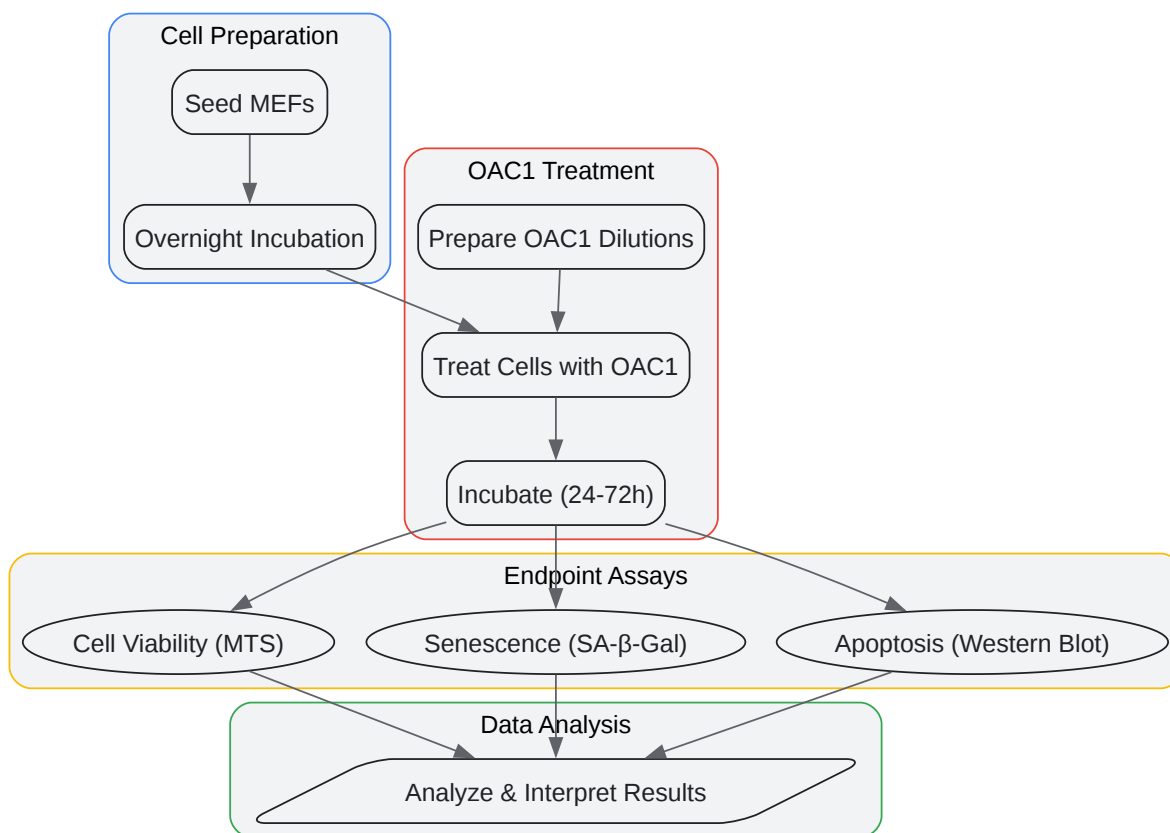 Cell Preparation
Seed MEFs
Overnight Incubation
OAC1 Treatment
Prepare OAC1 Dilutions
Treat Cells with OAC1
Incubate (24-72h)
Endpoint Assays
Cell Viability (MTS)
Senescence (SA-β-Gal)
Apoptosis (Western Blot)
Data Analysis
Analyze & Interpret Results